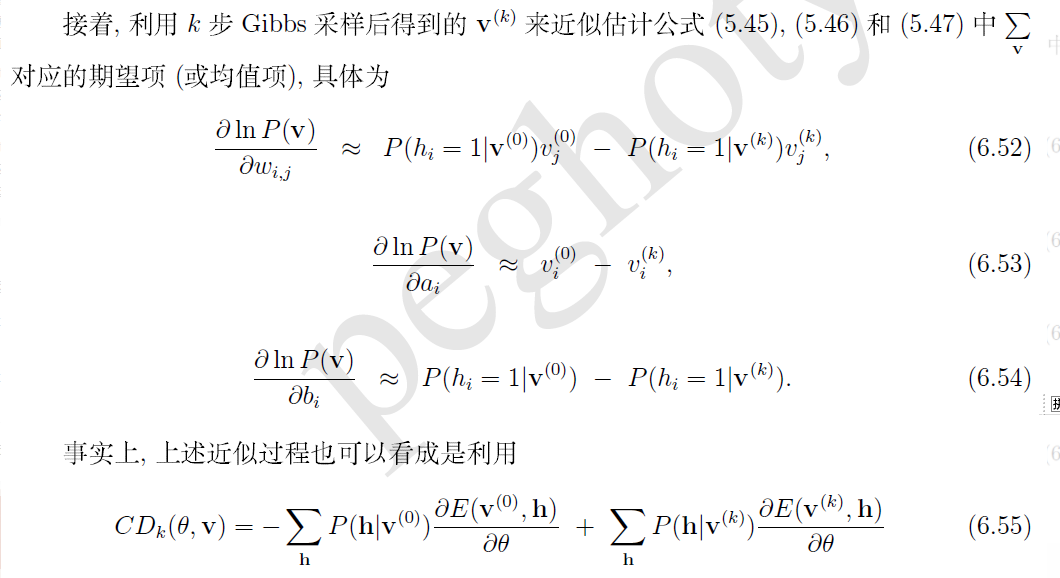 接着, 利用 k 步 Gibbs 采样后得到的 v^{(k)} 来近似估计公式 (5.45), (5.46) 和 (5.47) 中 ∑_v
对应的期望项 (或均值项), 具体为
∂ ln P(v) / ∂w_{i,j} ≈ P(h_i = 1|v^{(0)})v_j^{(0)} − P(h_i = 1|v^{(k)})v_j^{(k)}, (6.52)
∂ ln P(v) / ∂a_i ≈ v_i^{(0)} − v_i^{(k)}, (6.53)
∂ ln P(v) / ∂b_i ≈ P(h_i = 1|v^{(0)}) − P(h_i = 1|v^{(k)}). (6.54)
事实上, 上述近似过程也可以看成是利用
CD_k(θ, v) = −∑_h P(h|v^{(0)}) ∂E(v^{(0)}, h) / ∂θ + ∑_h P(h|v^{(k)}) ∂E(v^{(k)}, h) / ∂θ (6.55)
peghoty